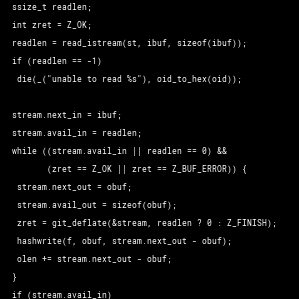 ssize_t readlen;
int zret = Z_OK;
readlen = read_istream(st, ibuf, sizeof(ibuf));
if (readlen == -1)
die(_("unable to read %s"), oid_to_hex(oid));
stream.next_in = ibuf;
stream.avail_in = readlen;
while ((stream.avail_in || readlen == 0) &&
(zret == Z_OK || zret == Z_BUF_ERROR)) {
stream.next_out = obuf;
stream.avail_out = sizeof(obuf);
zret = git_deflate(&stream, readlen ? 0 : Z_FINISH);
hashwrite(f, obuf, stream.next_out - obuf);
olen += stream.next_out - obuf;
}
if (stream.avail_in)